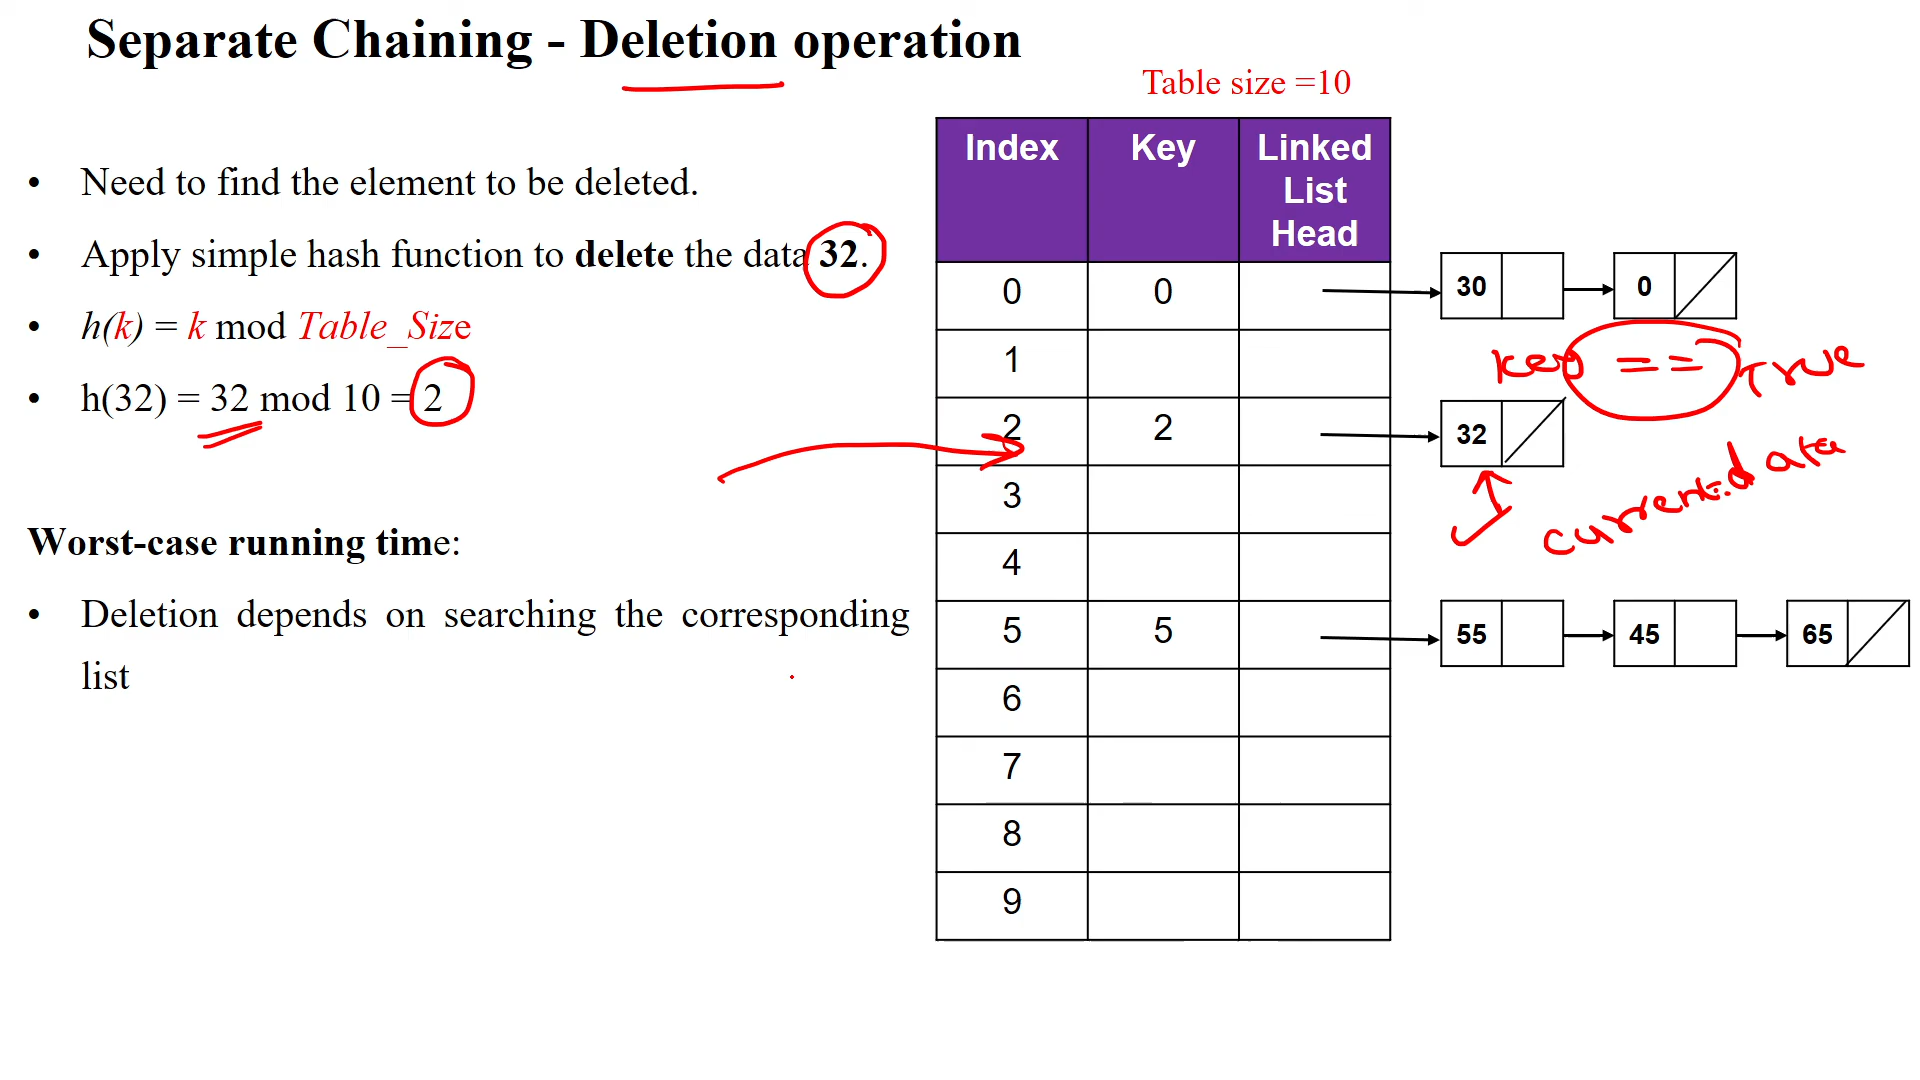 Separate Chaining - Deletion operation
Table size =10
• Need to find the element to be deleted.
• Apply simple hash function to delete the data 32.
• h(k) = k mod Table_Size
• h(32) = 32 mod 10 = 2
Worst-case running time:
• Deletion depends on searching the corresponding
list
Index Key Linked List Head
0 0
1
2 2
3
4
5 5
6
7
8
9
30 0
key == True
32
current.data
55 45 65